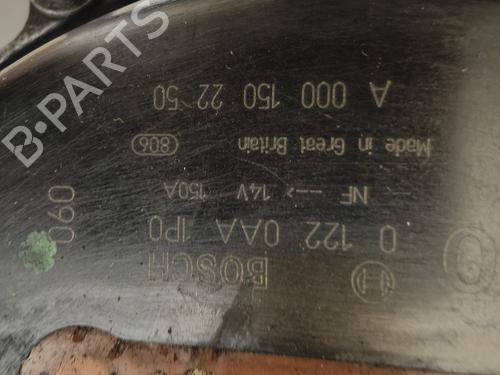 BOSCH
0 122 0AA 1P0
NF --> 14V 150A
Made in Great Britain 806
A 000 150 22 50
060
B-PARTS